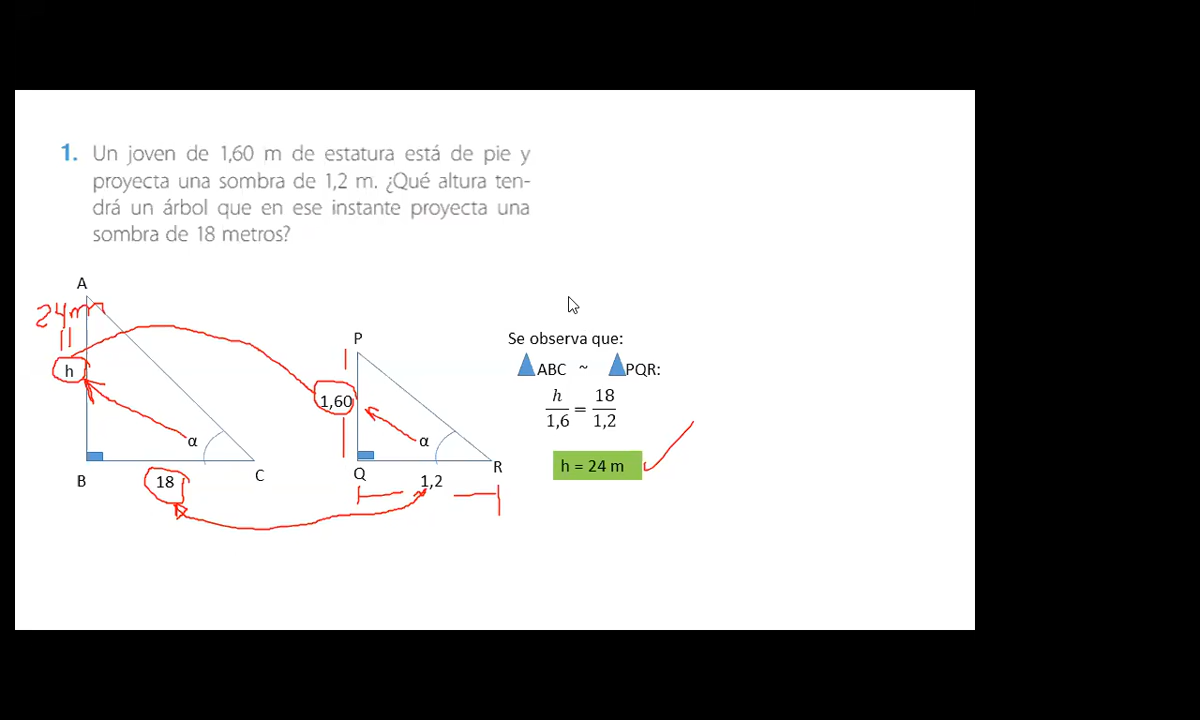 1. Un joven de 1,60 m de estatura está de pie y
proyecta una sombra de 1,2 m. ¿Qué altura ten-
drá un árbol que en ese instante proyecta una
sombra de 18 metros?
A
24m
h
α
B
18
C
P
1,60
α
Q
1,2
R
Se observa que:
ABC ~ PQR:
h/1,6 = 18/1,2
h = 24 m